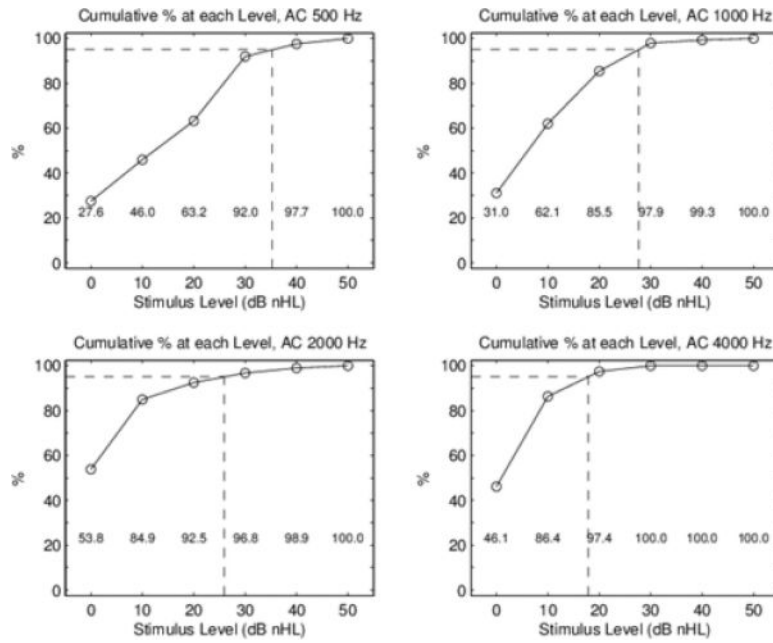 Cumulative % at each Level, AC 500 Hz
100
80
60
40
20
0
%
27.6 46.0 63.2 92.0 97.7 100.0
0 10 20 30 40 50
Stimulus Level (dB nHL)
Cumulative % at each Level, AC 1000 Hz
100
80
60
40
20
0
%
31.0 62.1 85.5 97.9 99.3 100.0
0 10 20 30 40 50
Stimulus Level (dB nHL)
Cumulative % at each Level, AC 2000 Hz
100
80
60
40
20
0
%
53.8 84.9 92.5 96.8 98.9 100.0
0 10 20 30 40 50
Stimulus Level (dB nHL)
Cumulative % at each Level, AC 4000 Hz
100
80
60
40
20
0
%
46.1 86.4 97.4 100.0 100.0 100.0
0 10 20 30 40 50
Stimulus Level (dB nHL)